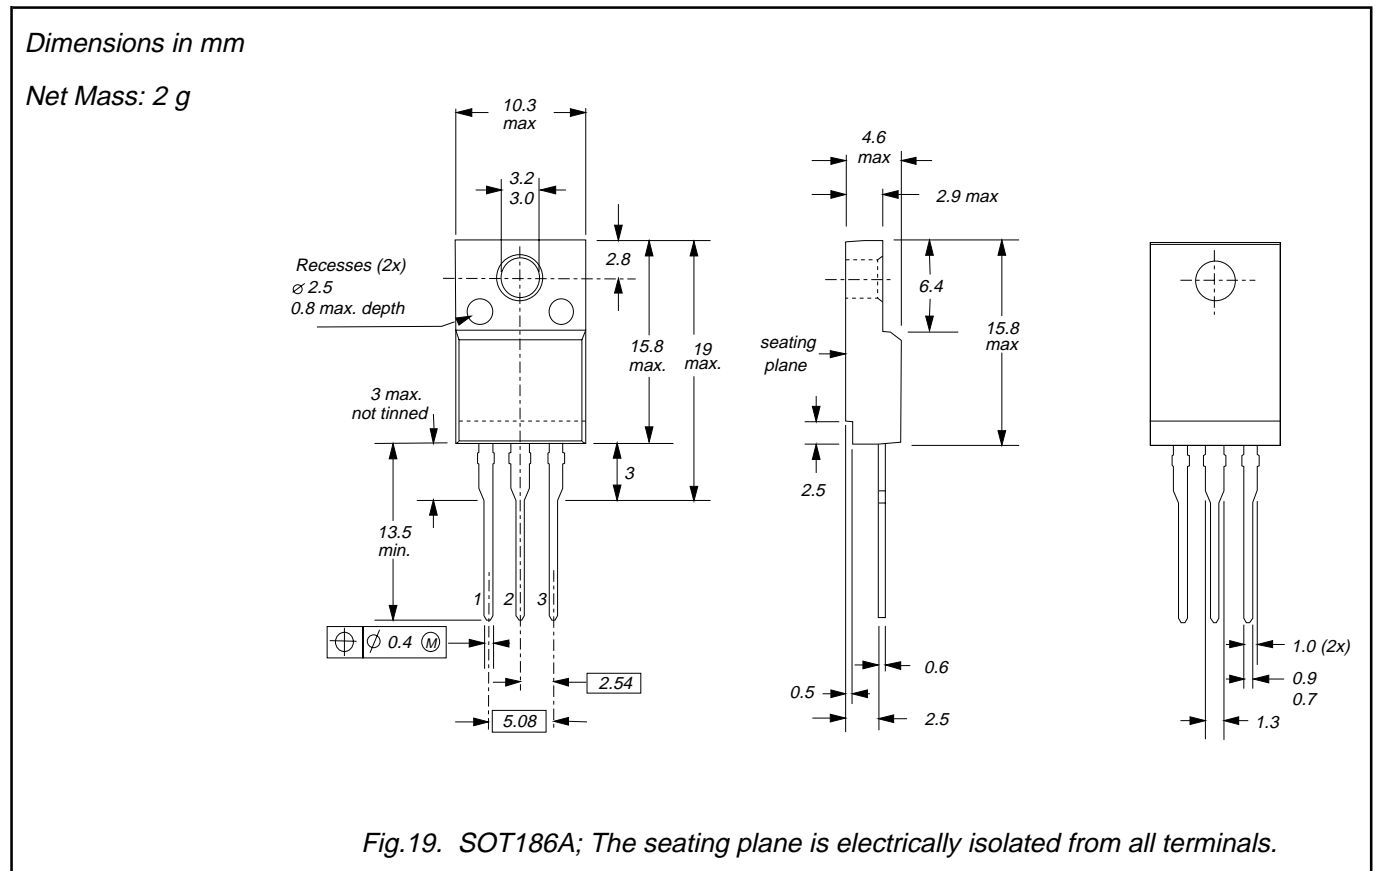 Dimensions in mm
Net Mass: 2 g
10.3
max
3.2
3.0
2.8
Recesses (2x)
⌀ 2.5
0.8 max. depth
15.8
max.
19
max.
3 max.
not tinned
3
13.5
min.
1 2 3
⌀ 0.4 Ⓜ
2.54
5.08
4.6
max
2.9 max
6.4
15.8
max
seating
plane
2.5
0.6
0.5
2.5
1.0 (2x)
0.9
0.7
1.3
Fig.19. SOT186A; The seating plane is electrically isolated from all terminals.